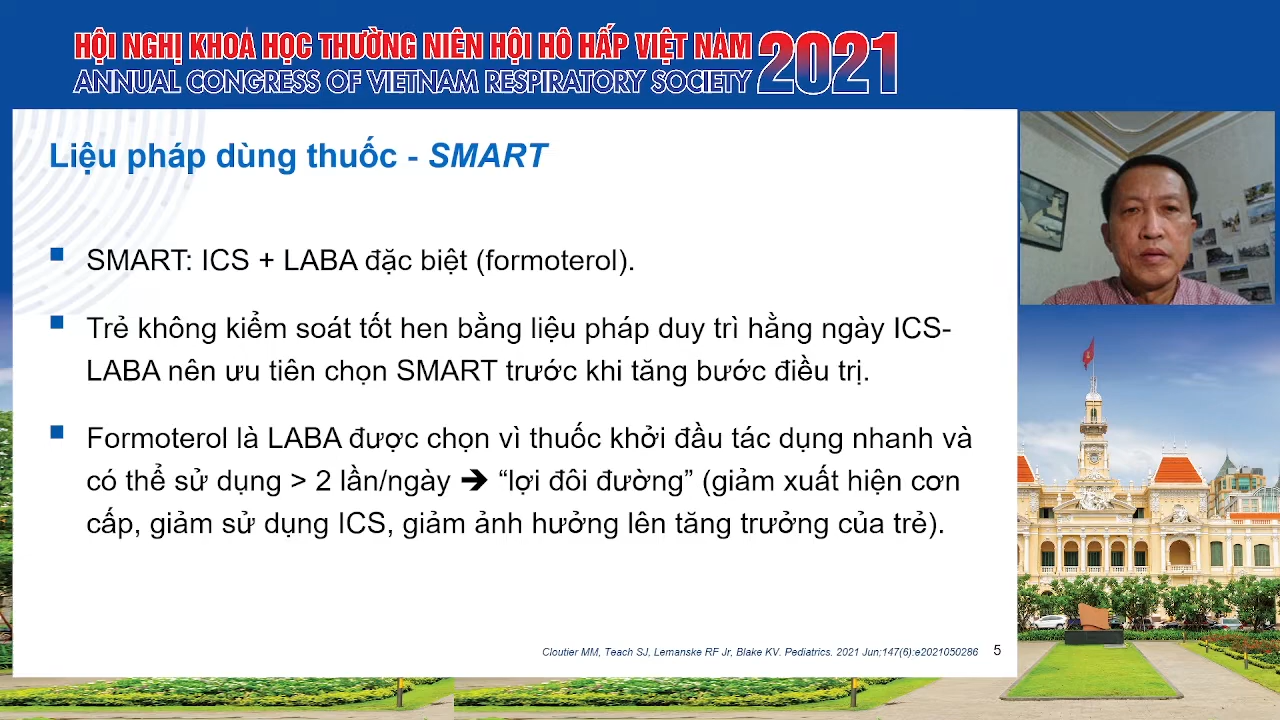 HỘI NGHỊ KHOA HỌC THƯỜNG NIÊN HỘI HÔ HẤP VIỆT NAM 2021
ANNUAL CONGRESS OF VIETNAM RESPIRATORY SOCIETY
Liệu pháp dùng thuốc - SMART
SMART: ICS + LABA đặc biệt (formoterol).
Trẻ không kiểm soát tốt hen bằng liệu pháp duy trì hằng ngày ICS-
LABA nên ưu tiên chọn SMART trước khi tăng bước điều trị.
Formoterol là LABA được chọn vì thuốc khởi đầu tác dụng nhanh và
có thể sử dụng > 2 lần/ngày ➔ “lợi đôi đường” (giảm xuất hiện cơn
cấp, giảm sử dụng ICS, giảm ảnh hưởng lên tăng trưởng của trẻ).
Cloutier MM, Teach SJ, Lemanske RF Jr, Blake KV. Pediatrics. 2021 Jun;147(6):e2021050286
5